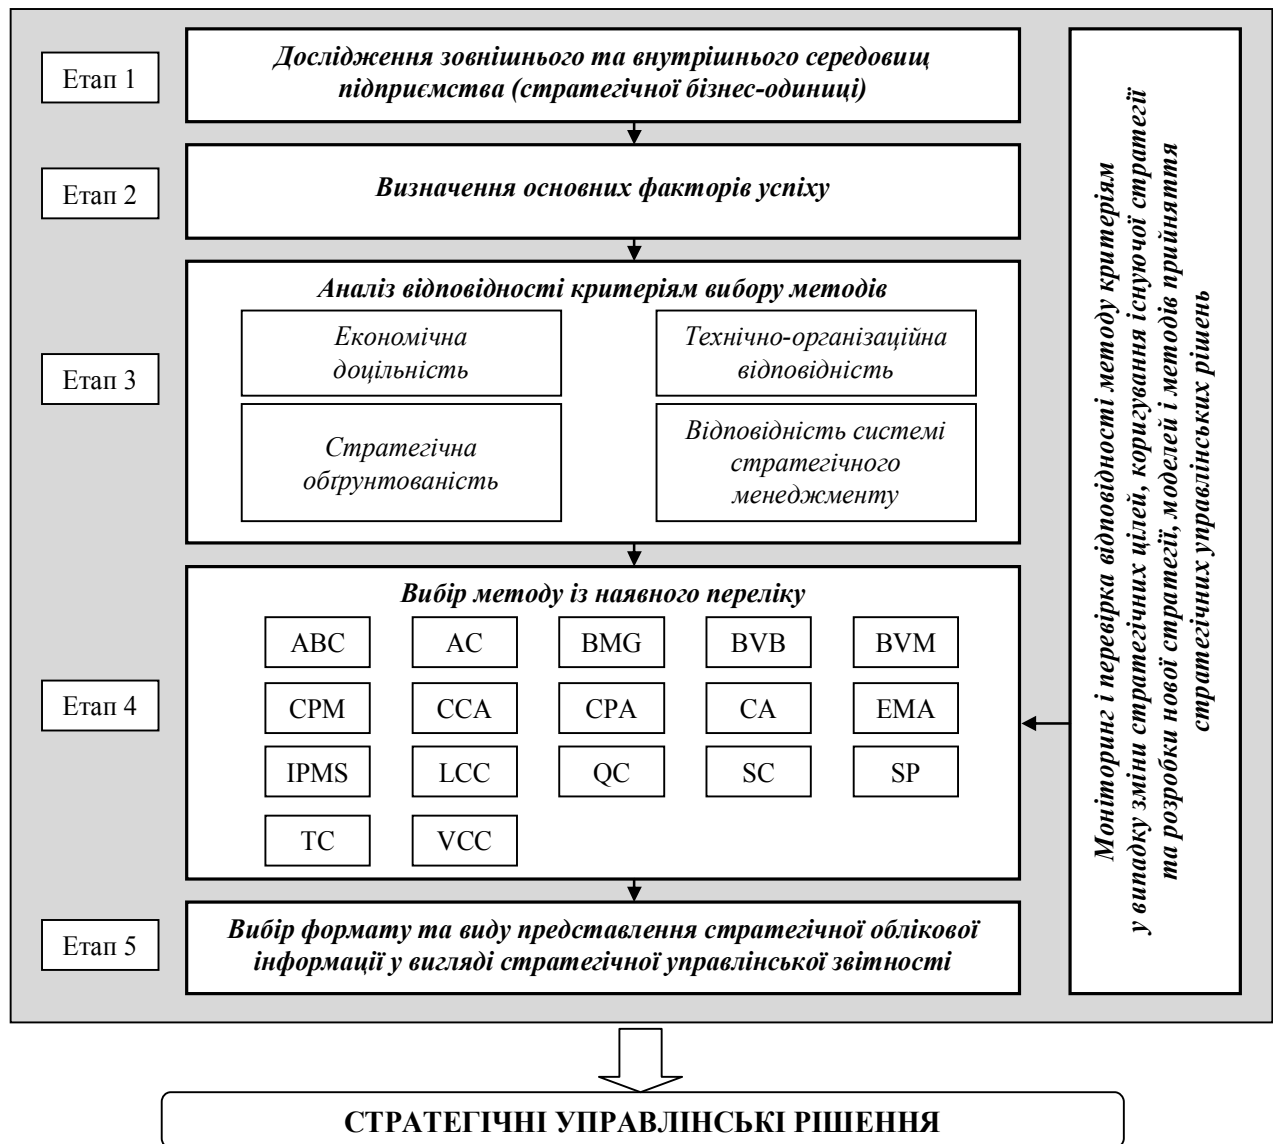 Етап 1
Дослідження зовнішнього та внутрішнього середовищ
підприємства (стратегічної бізнес-одиниці)
Етап 2
Визначення основних факторів успіху
Етап 3
Аналіз відповідності критеріям вибору методів
Економічна
доцільність
Технічно-організаційна
відповідність
Стратегічна
обґрунтованість
Відповідність системі
стратегічного
менеджменту
Етап 4
Вибір методу із наявного переліку
ABC
AC
BMG
BVB
BVM
CPM
CCA
CPA
CA
EMA
IPMS
LCC
QC
SC
SP
TC
VCC
Етап 5
Вибір формату та виду представлення стратегічної облікової
інформації у вигляді стратегічної управлінської звітності
Моніторинг і перевірка відповідності методу критеріям
у випадку зміни стратегічних цілей, коригування існуючої стратегії
та розробки нової стратегії, моделей і методів прийняття
стратегічних управлінських рішень
СТРАТЕГІЧНІ УПРАВЛІНСЬКІ РІШЕННЯ